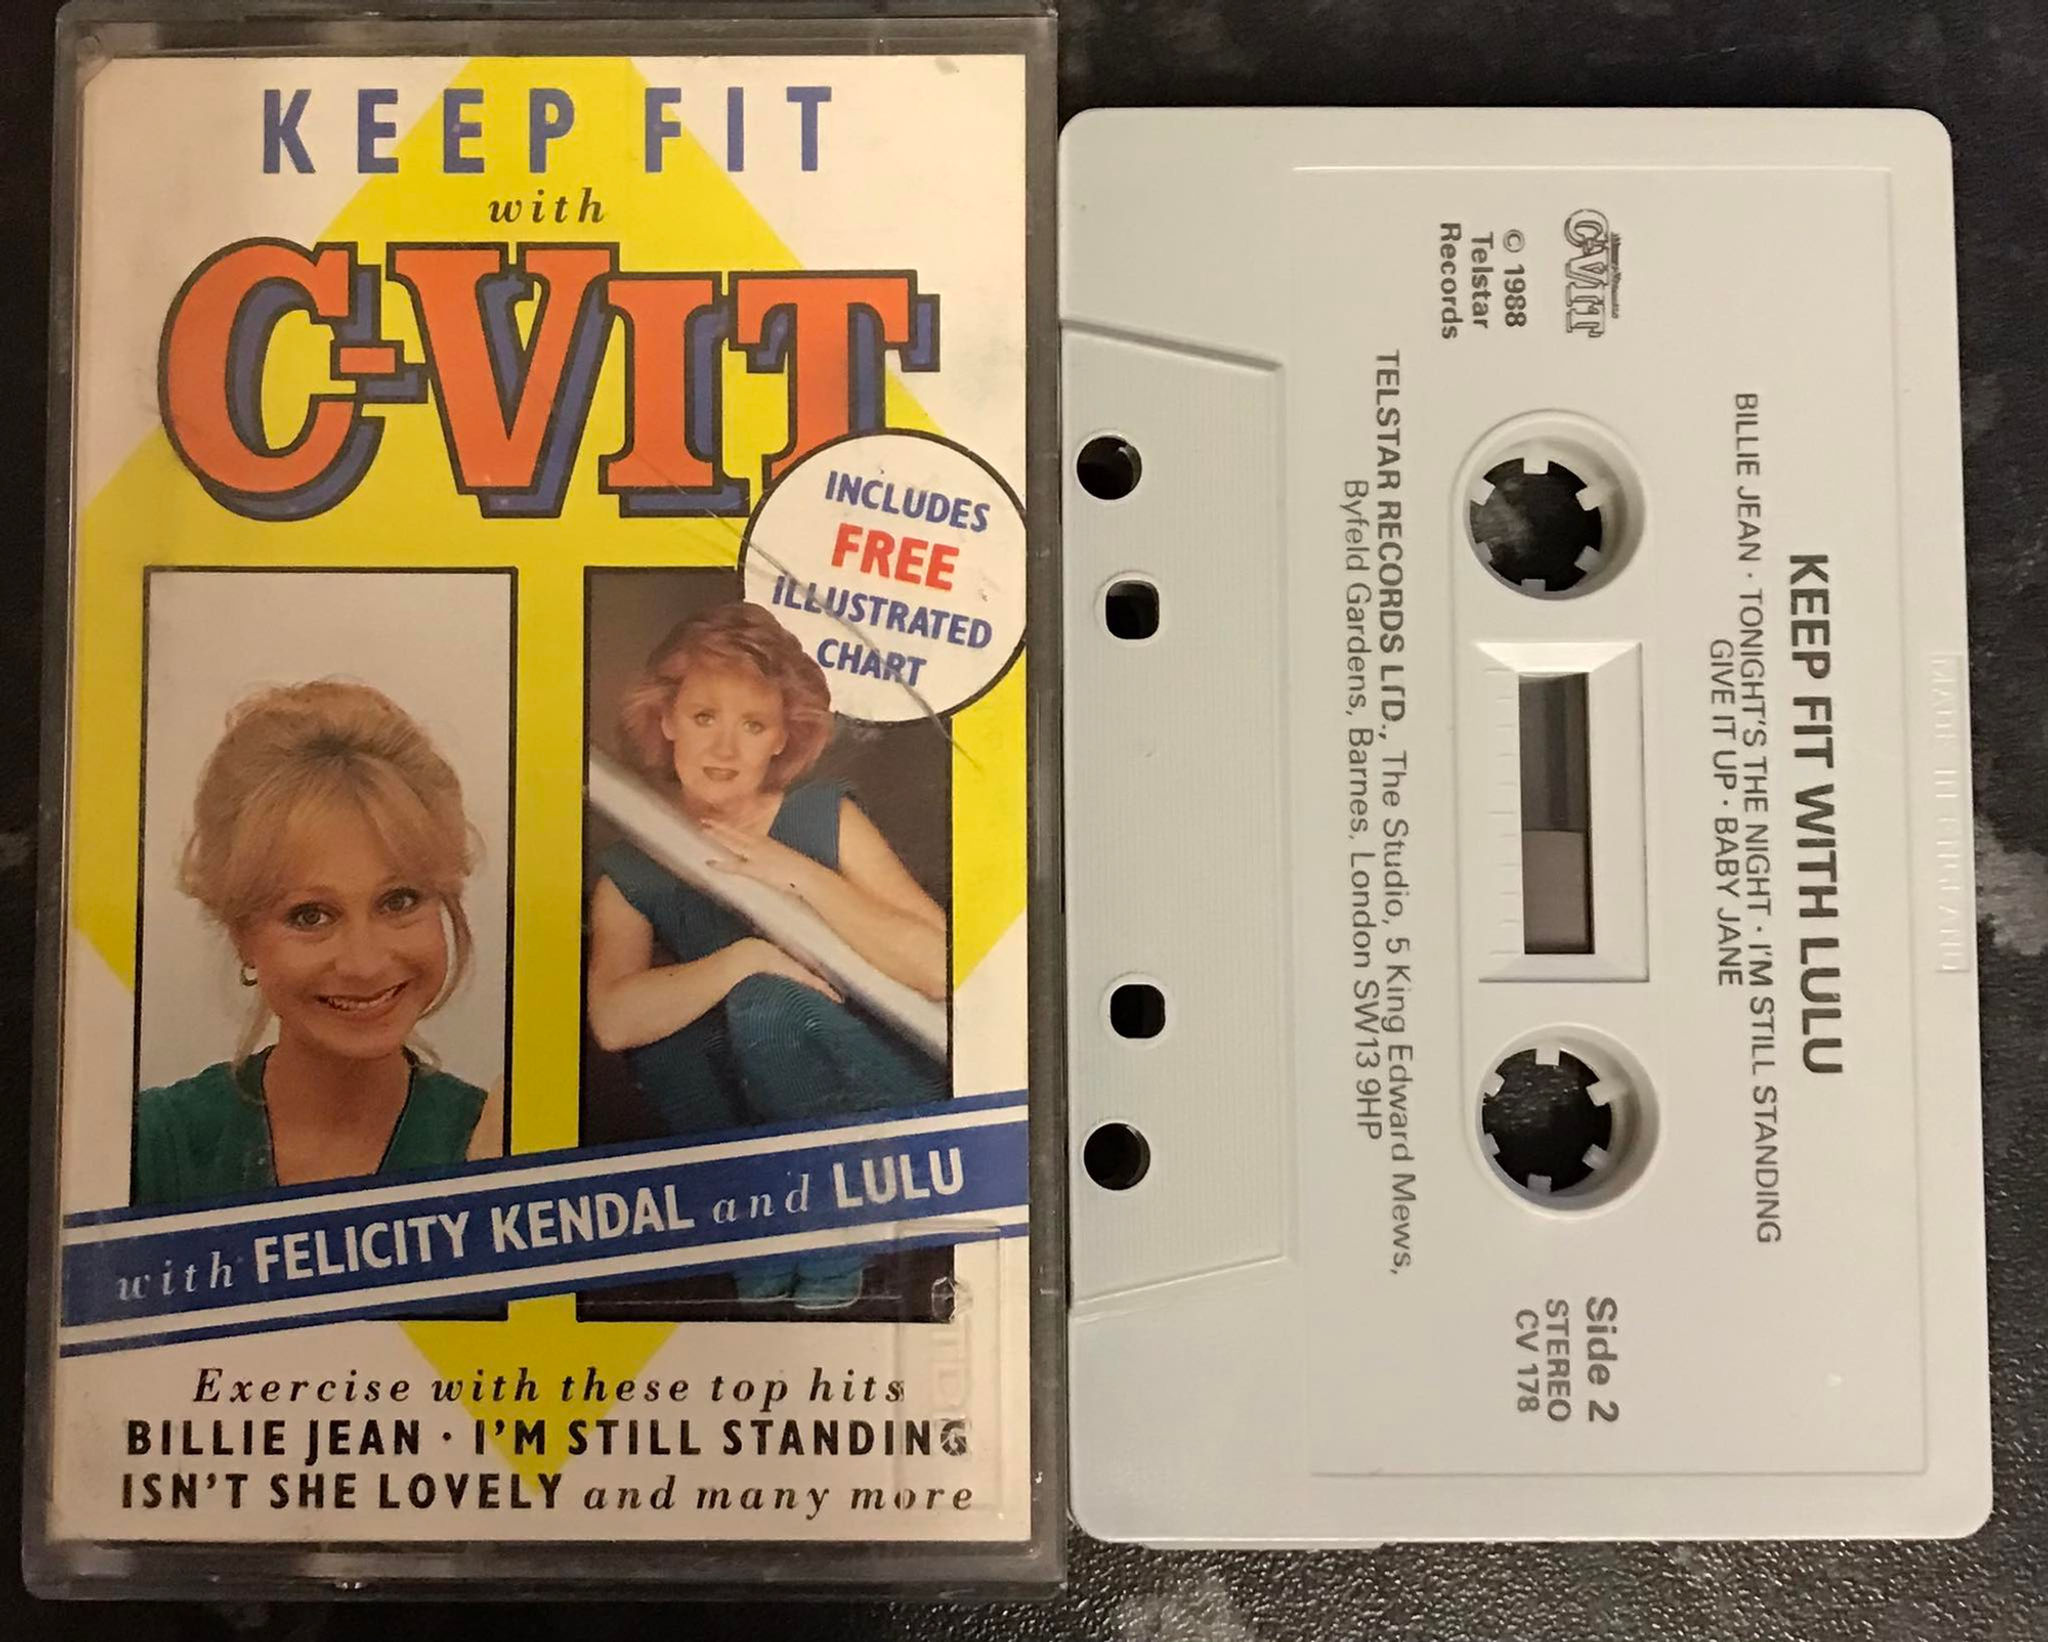 KEEP FIT
with
C-VIT
INCLUDES
FREE
ILLUSTRATED
CHART
with FELICITY KENDAL and LULU
Exercise with these top hits
BILLIE JEAN · I'M STILL STANDING
ISN'T SHE LOVELY and many more
MADE IN ENGLAND
KEEP FIT WITH LULU
BILLIE JEAN · TONIGHT'S THE NIGHT · I'M STILL STANDING
GIVE IT UP · BABY JANE
C-VIT
© 1988
Telstar
Records
Side 2
STEREO
CV 178
TELSTAR RECORDS LTD., The Studio, 5 King Edward Mews,
Byfeld Gardens, Barnes, London SW13 9HP